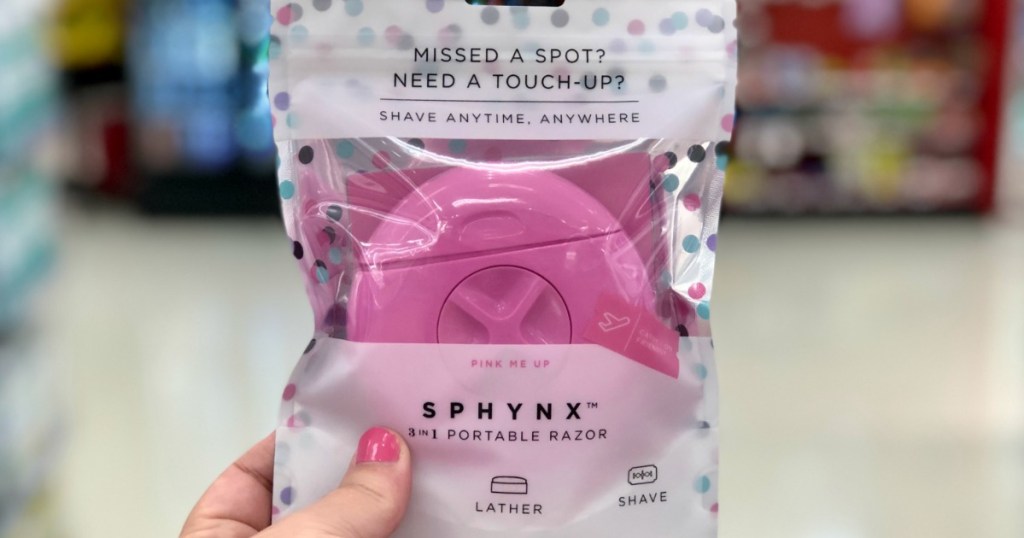 MISSED A SPOT?
NEED A TOUCH-UP?
SHAVE ANYTIME, ANYWHERE
PINK ME UP
SPHYNX™
3 IN 1 PORTABLE RAZOR
LATHER
SHAVE